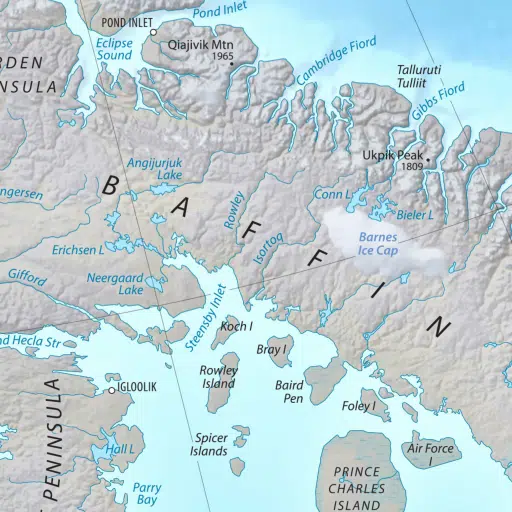 POND INLET
Pond Inlet
Eclipse
Sound
Qiajivik Mtn
1965
RDEN
NSULA
Cambridge Fiord
Talluruti
Tulliit
Gibbs Fiord
Ukpik Peak
1809
Angijurjuk
Lake
ngersen
BAFFIN
Rowley
Isortoq
Conn L
Bieler L
Barnes
Ice Cap
Erichsen L
Gifford
Neergaard
Lake
Steensby Inlet
nd Hecla Str
Koch I
Bray I
Rowley
Island
Baird
Pen
Foley I
IGLOOLIK
PENINSULA
Hall L
Spicer
Islands
Air Force
I
Parry
Bay
PRINCE
CHARLES
ISLAND